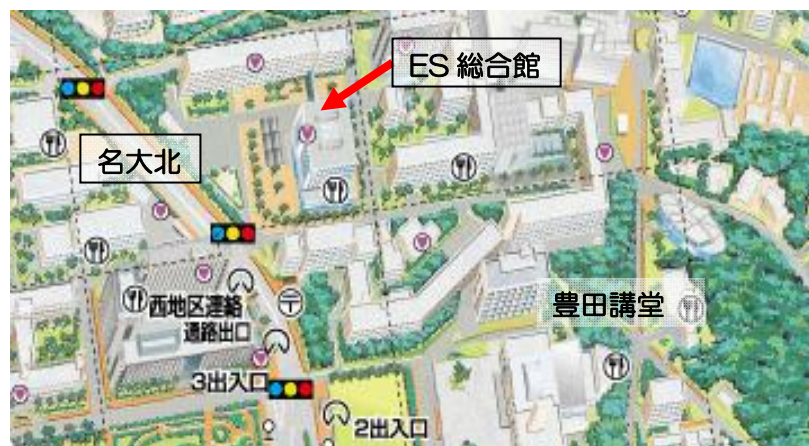 ES 総合館
名大北
西地区連絡
通路出口
豊田講堂
3出入口
2出入口